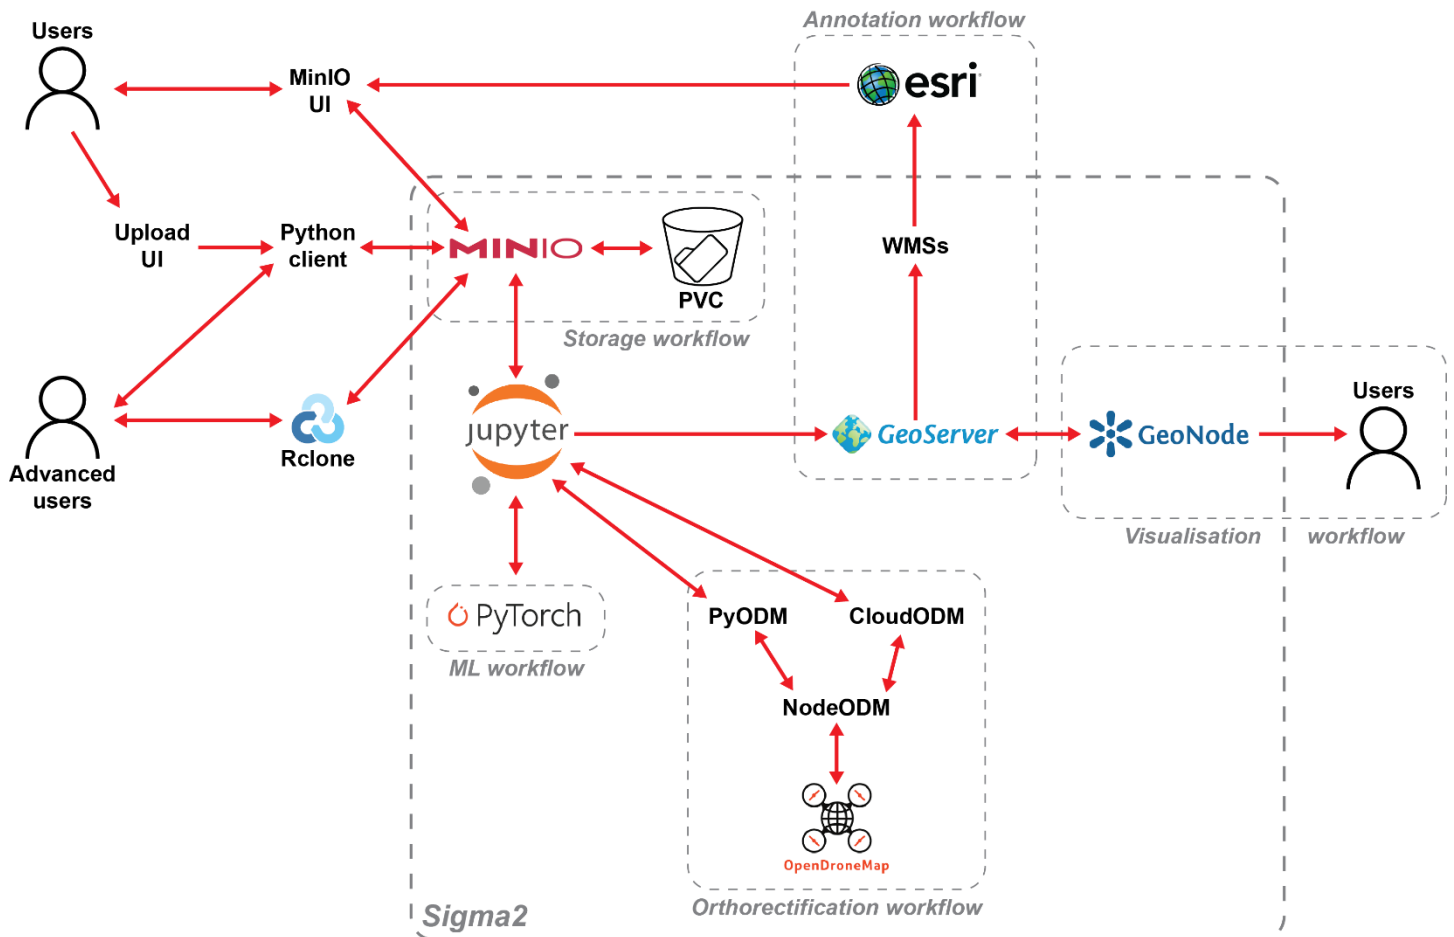 Annotation workflow
Users
MinIO
UI
esri
Upload
UI
Python
client
MINIO
PVC
Storage workflow
WMSs
Advanced
users
Rclone
jupyter
GeoServer
GeoNode
Users
Visualisation workflow
PyTorch
ML workflow
PyODM
CloudODM
NodeODM
OpenDroneMap
Orthorectification workflow
Sigma2